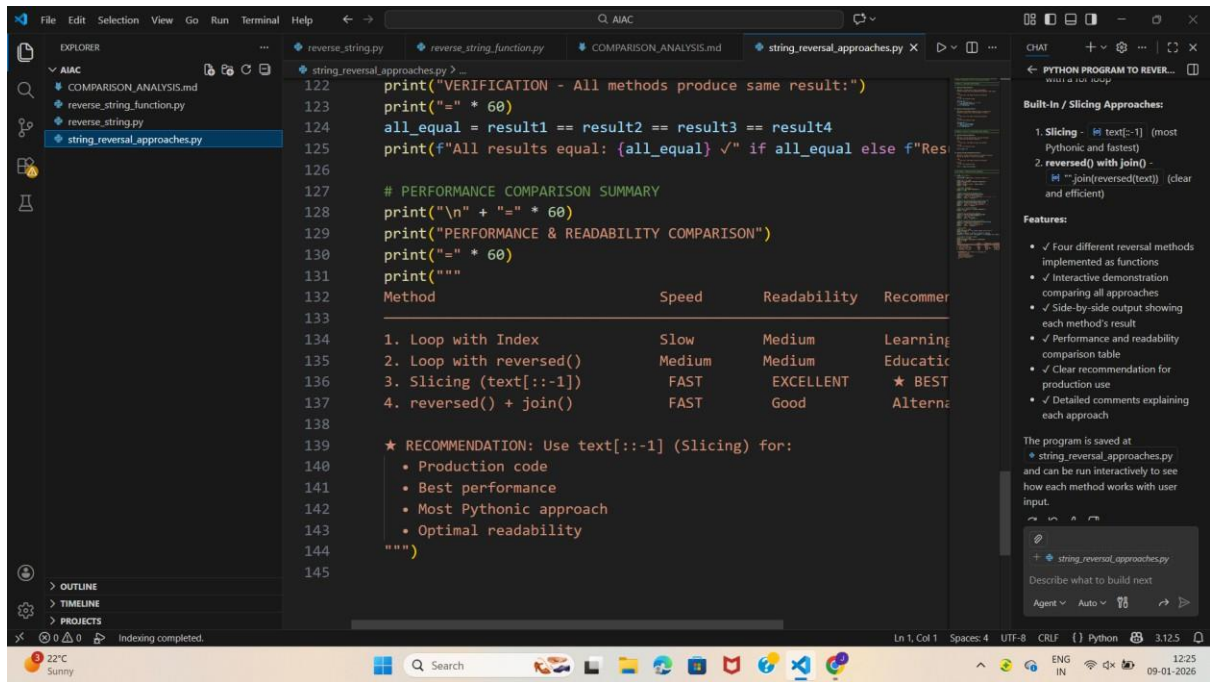 File Edit Selection View Go Run Terminal Help
AIAC
EXPLORER
AIAC
COMPARISON_ANALYSIS.md
reverse_string_function.py
reverse_string.py
string_reversal_approaches.py
OUTLINE
TIMELINE
PROJECTS
reverse_string.py reverse_string_function.py COMPARISON_ANALYSIS.md string_reversal_approaches.py
string_reversal_approaches.py > ...
122 print("VERIFICATION - All methods produce same result:")
123 print("=" * 60)
124 all_equal = result1 == result2 == result3 == result4
125 print(f"All results equal: {all_equal} ✓" if all_equal else f"Res
126
127 # PERFORMANCE COMPARISON SUMMARY
128 print("\n" + "=" * 60)
129 print("PERFORMANCE & READABILITY COMPARISON")
130 print("=" * 60)
131 print("""
132 Method Speed Readability Recommen
133
134 1. Loop with Index Slow Medium Learning
135 2. Loop with reversed() Medium Medium Educatio
136 3. Slicing (text[::-1]) FAST EXCELLENT ★ BEST
137 4. reversed() + join() FAST Good Alterna
138
139 ★ RECOMMENDATION: Use text[::-1] (Slicing) for:
140 • Production code
141 • Best performance
142 • Most Pythonic approach
143 • Optimal readability
144 """)
145
CHAT
PYTHON PROGRAM TO REVER...
with a for loop
Built-In / Slicing Approaches:
1. Slicing - text[::-1] (most
Pythonic and fastest)
2. reversed() with join() -
"".join(reversed(text)) (clear
and efficient)
Features:
• ✓ Four different reversal methods
implemented as functions
• ✓ Interactive demonstration
comparing all approaches
• ✓ Side-by-side output showing
each method's result
• ✓ Performance and readability
comparison table
• ✓ Clear recommendation for
production use
• ✓ Detailed comments explaining
each approach
The program is saved at
string_reversal_approaches.py
and can be run interactively to see
how each method works with user
input.
+ string_reversal_approaches.py
Describe what to build next
Agent Auto
0 0 Indexing completed.
Ln 1, Col 1 Spaces: 4 UTF-8 CRLF {} Python 3.12.5
3 22°C
Sunny
Search
ENG
IN
12:25
09-01-2026